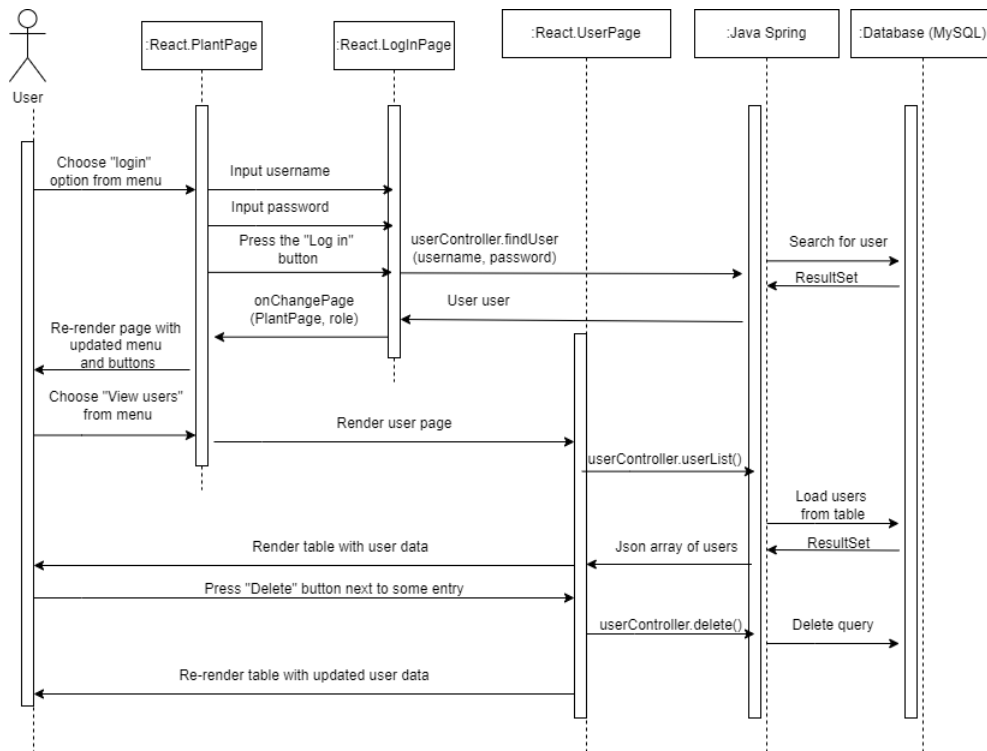 :React.PlantPage
:React.LogInPage
:React.UserPage
:Java Spring
:Database (MySQL)
User
Choose "login"
option from menu
Input username
Input password
Press the "Log in"
button
userController.findUser
(username, password)
Search for user
ResultSet
User user
onChangePage
(PlantPage, role)
Re-render page with
updated menu
and buttons
Choose "View users"
from menu
Render user page
userController.userList()
Load users
from table
ResultSet
Json array of users
Render table with user data
Press "Delete" button next to some entry
userController.delete()
Delete query
Re-render table with updated user data